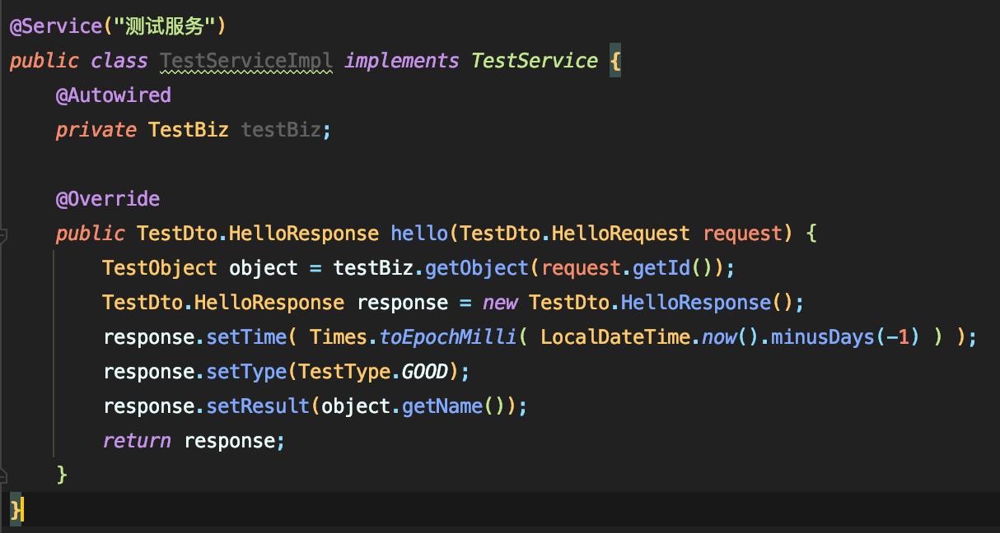 @Service("测试服务")
public class TestServiceImpl implements TestService {
@Autowired
private TestBiz testBiz;
@Override
public TestDto.HelloResponse hello(TestDto.HelloRequest request) {
TestObject object = testBiz.getObject(request.getId());
TestDto.HelloResponse response = new TestDto.HelloResponse();
response.setTime( Times.toEpochMilli( LocalDateTime.now().minusDays(-1) ) );
response.setType(TestType.GOOD);
response.setResult(object.getName());
return response;
}
}